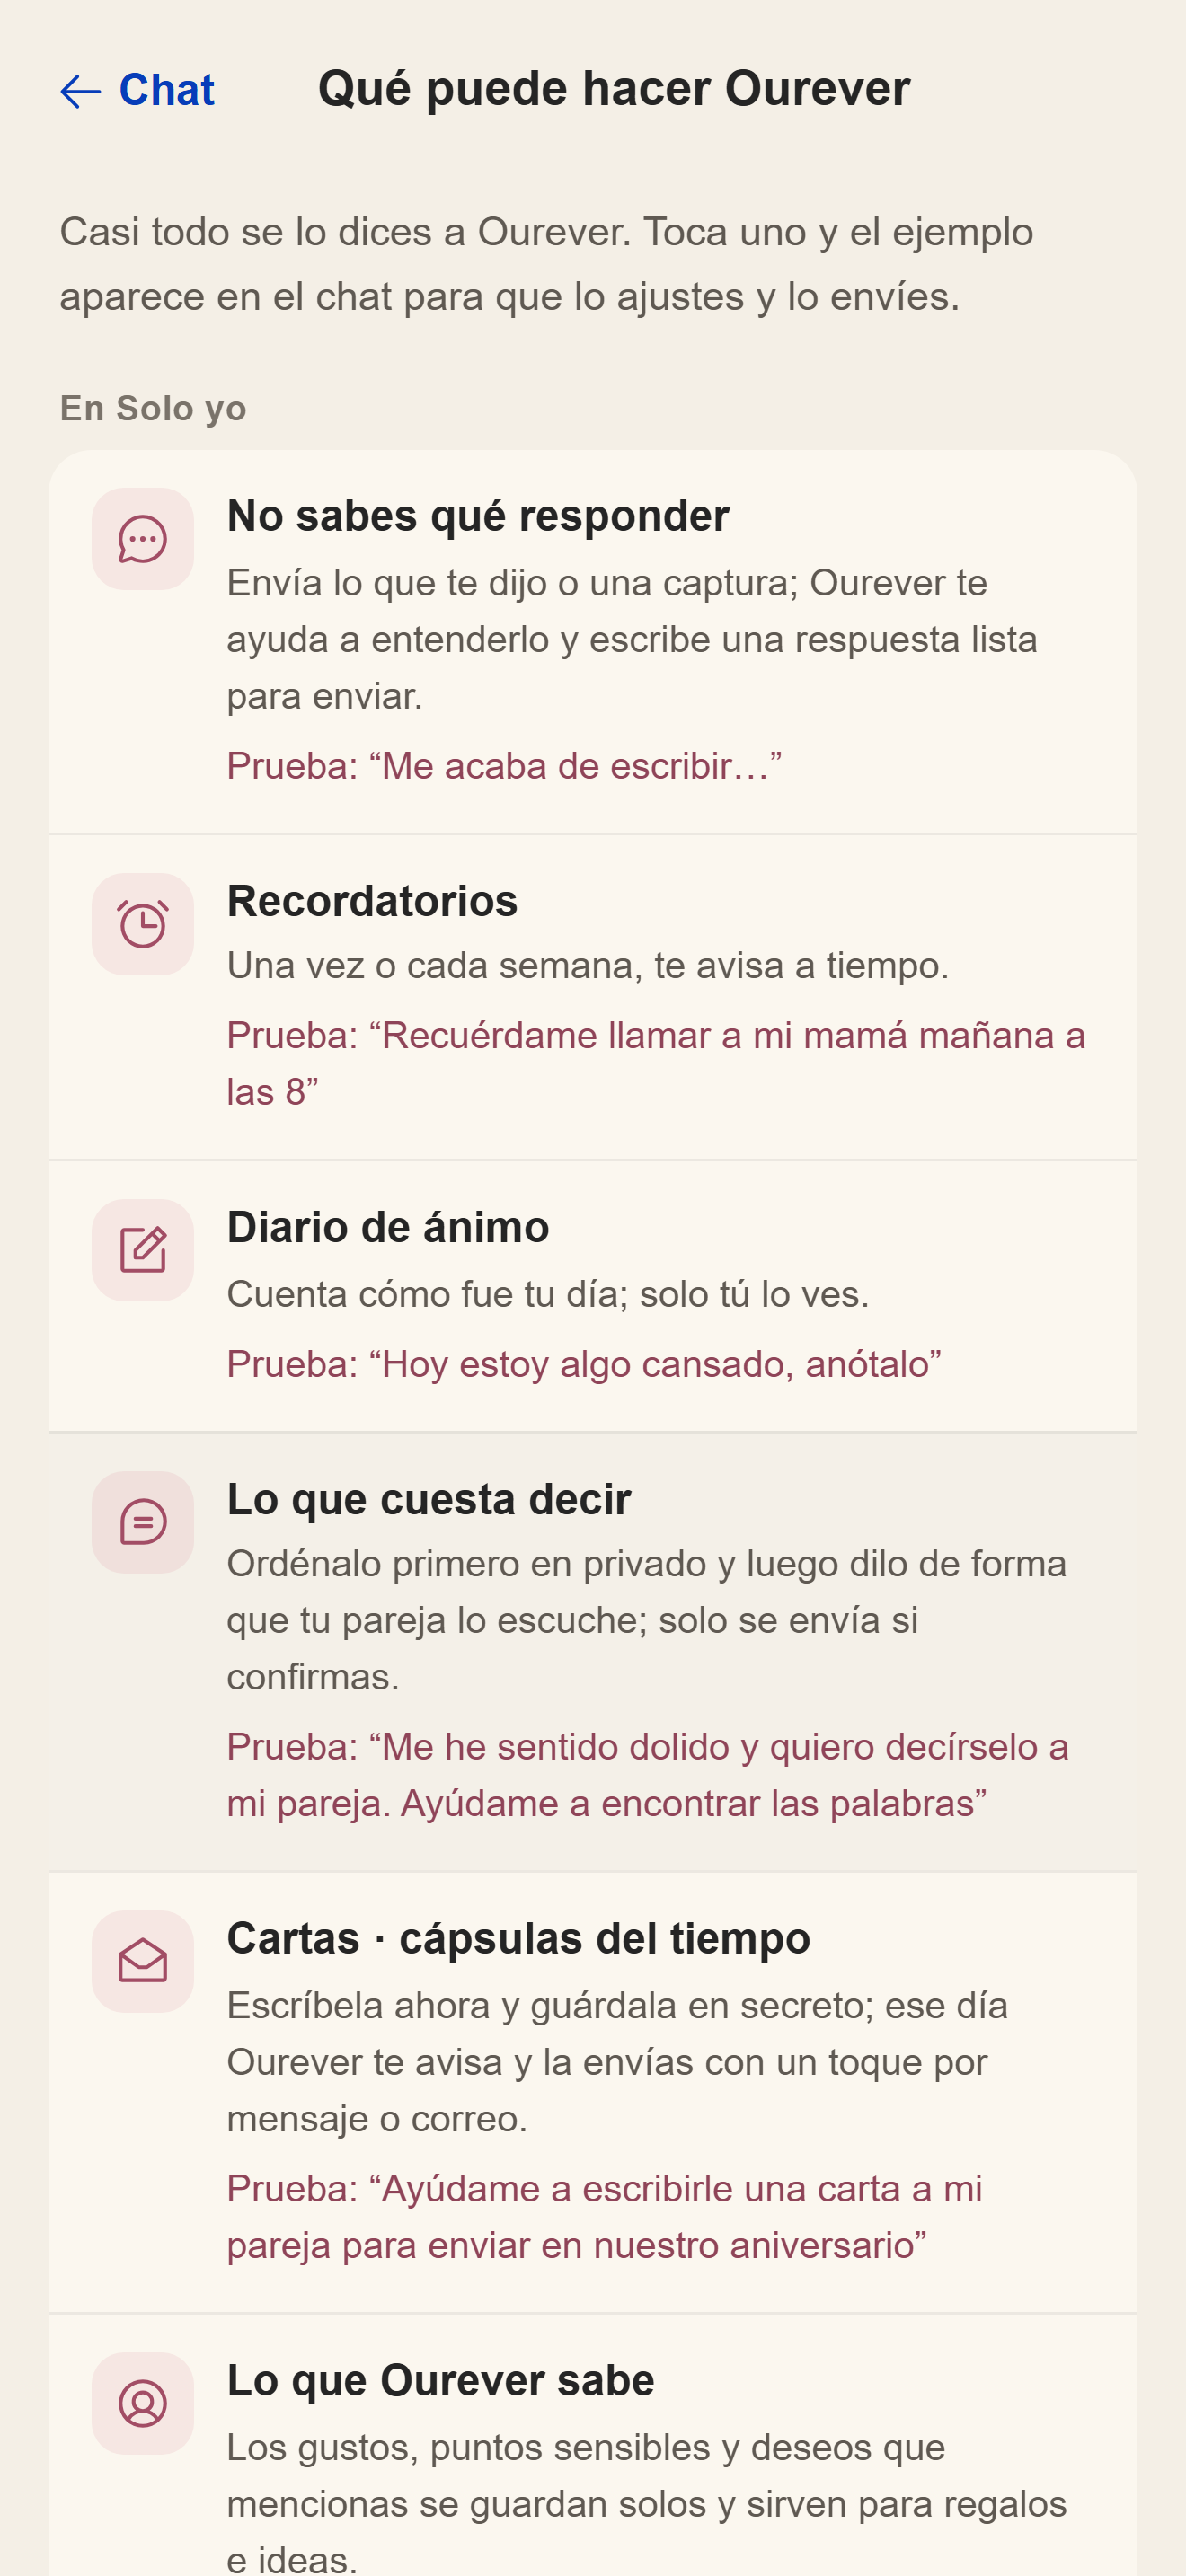 ← Chat
Qué puede hacer Ourever
Casi todo se lo dices a Ourever. Toca uno y el ejemplo
aparece en el chat para que lo ajustes y lo envíes.
En Solo yo
No sabes qué responder
Envía lo que te dijo o una captura; Ourever te
ayuda a entenderlo y escribe una respuesta lista
para enviar.
Prueba: “Me acaba de escribir…”
Recordatorios
Una vez o cada semana, te avisa a tiempo.
Prueba: “Recuérdame llamar a mi mamá mañana a
las 8”
Diario de ánimo
Cuenta cómo fue tu día; solo tú lo ves.
Prueba: “Hoy estoy algo cansado, anótalo”
Lo que cuesta decir
Ordénalo primero en privado y luego dilo de forma
que tu pareja lo escuche; solo se envía si
confirmas.
Prueba: “Me he sentido dolido y quiero decírselo a
mi pareja. Ayúdame a encontrar las palabras”
Cartas · cápsulas del tiempo
Escríbela ahora y guárdala en secreto; ese día
Ourever te avisa y la envías con un toque por
mensaje o correo.
Prueba: “Ayúdame a escribirle una carta a mi
pareja para enviar en nuestro aniversario”
Lo que Ourever sabe
Los gustos, puntos sensibles y deseos que
mencionas se guardan solos y sirven para regalos
e ideas.